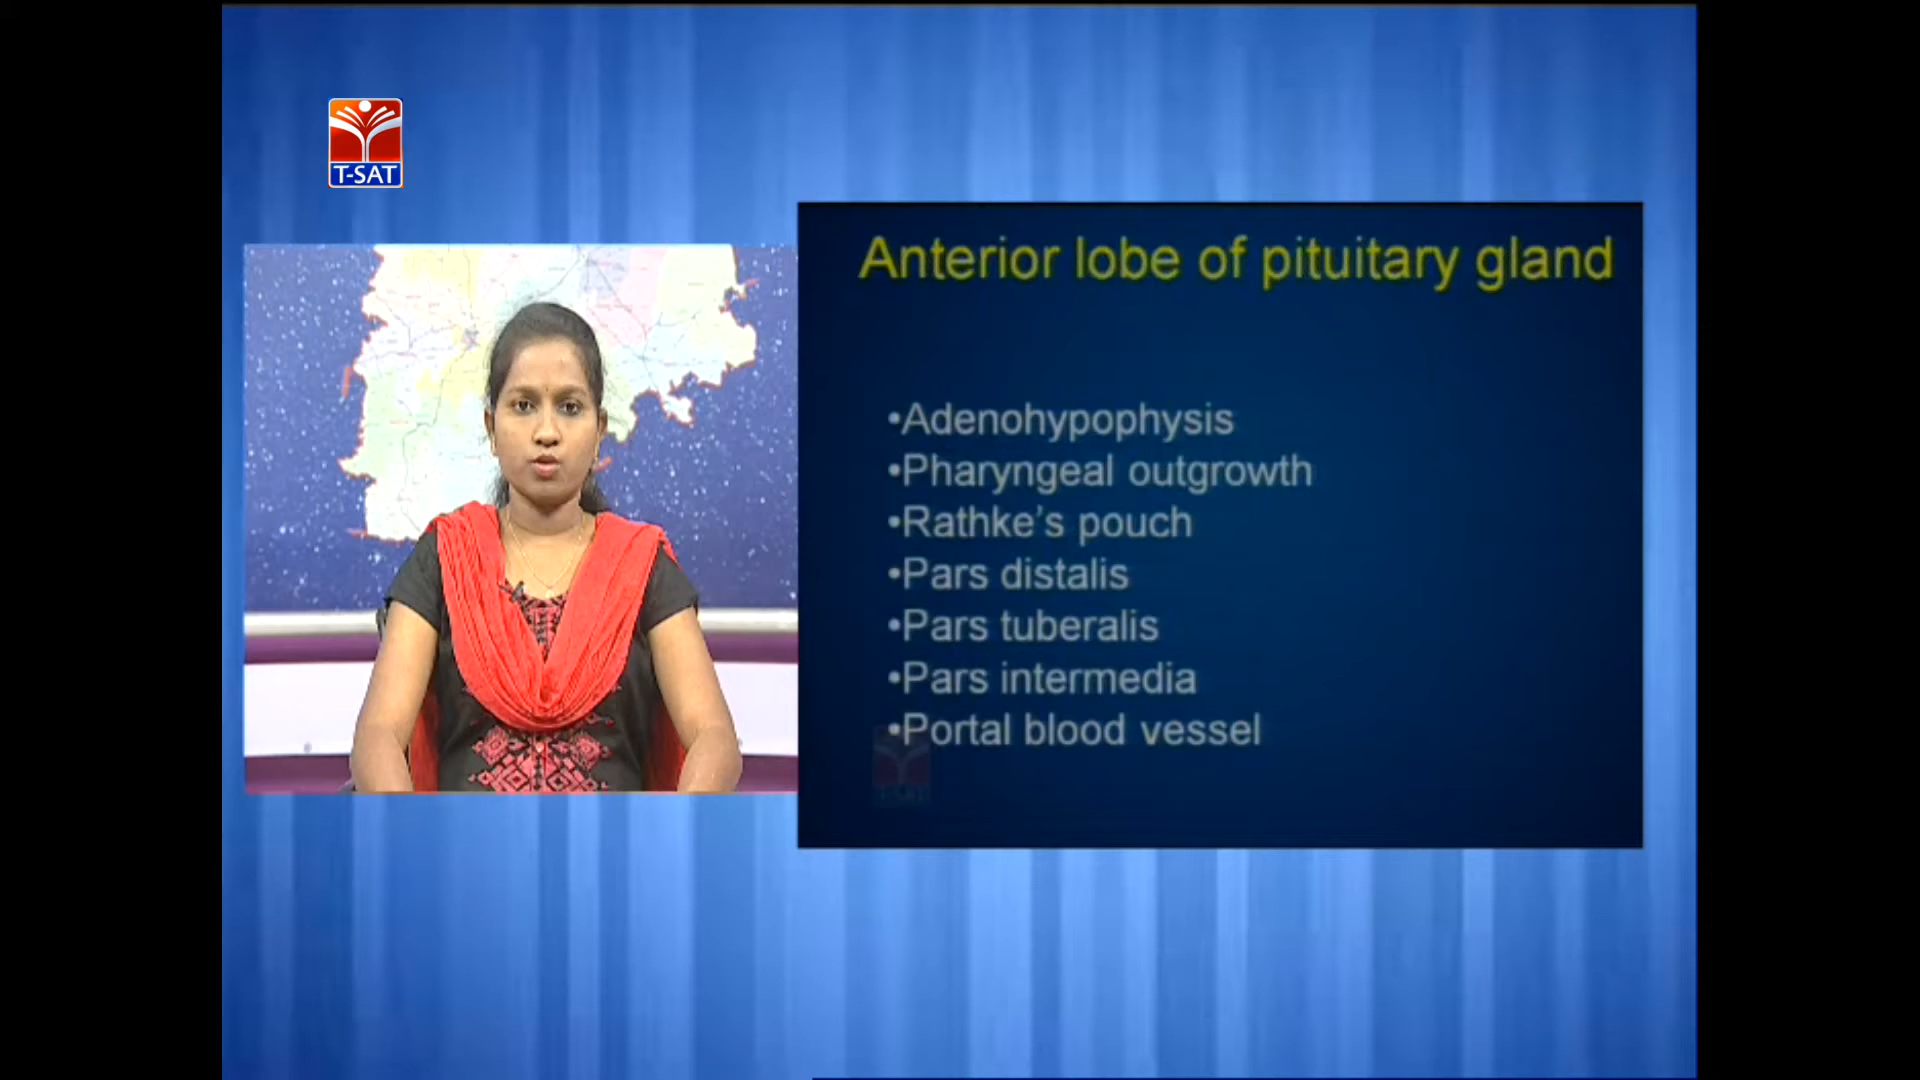 T-SAT
Anterior lobe of pituitary gland
•Adenohypophysis
•Pharyngeal outgrowth
•Rathke's pouch
•Pars distalis
•Pars tuberalis
•Pars intermedia
•Portal blood vessel
T-SAT